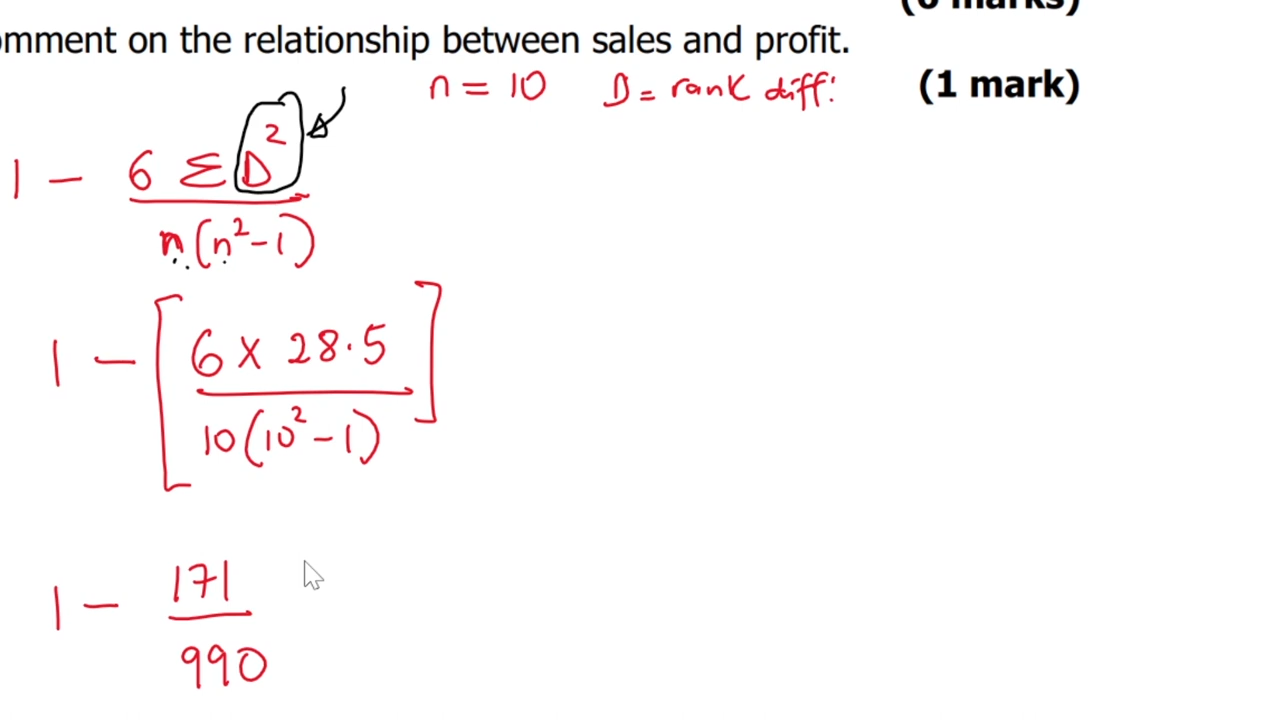 omment on the relationship between sales and profit.
n = 10 D = rank diff:
(1 mark)
1 - 6 Σ D²
n(n²-1)
1 - [6 x 28.5]
10(10²-1)
1 - 171
990